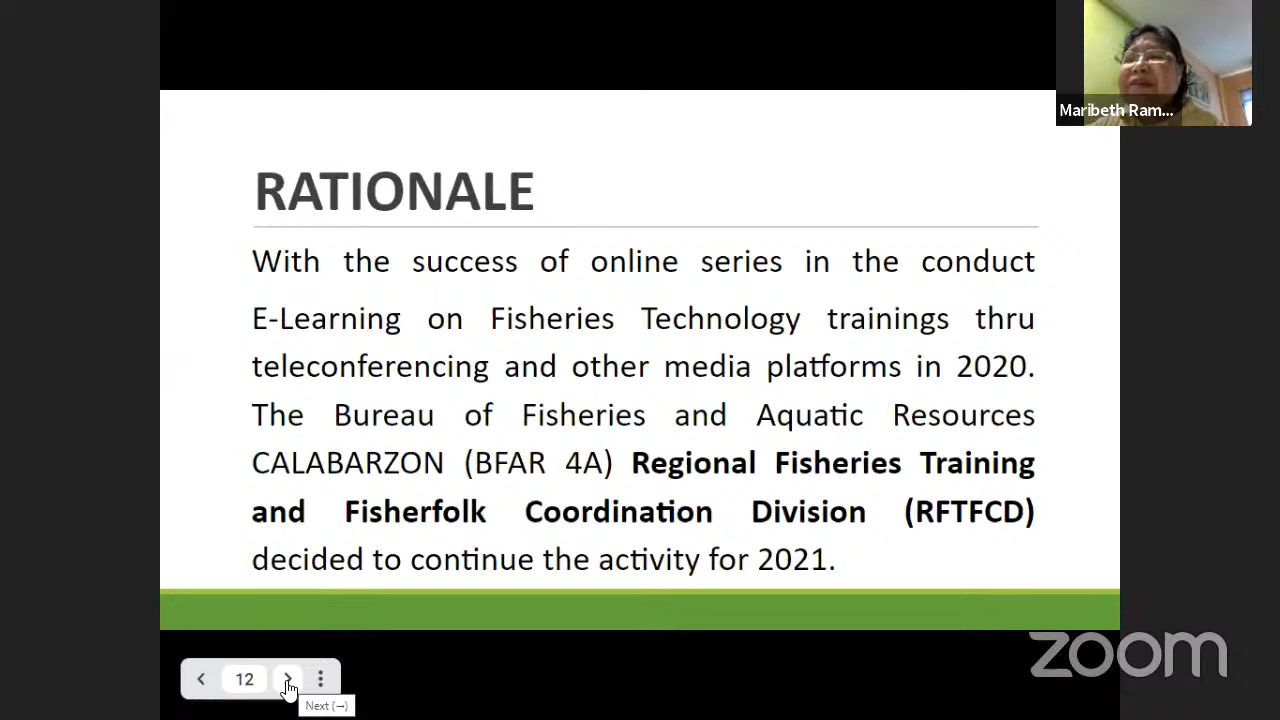 Maribeth Ram...
RATIONALE
With the success of online series in the conduct
E-Learning on Fisheries Technology trainings thru
teleconferencing and other media platforms in 2020.
The Bureau of Fisheries and Aquatic Resources
CALABARZON (BFAR 4A) Regional Fisheries Training
and Fisherfolk Coordination Division (RFTFCD)
decided to continue the activity for 2021.
zoom
12
Next (→)